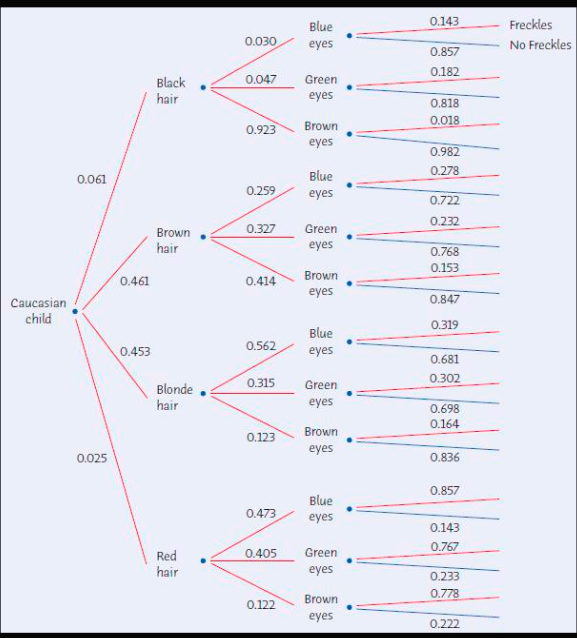 0.143 Freckles
Blue
eyes
0.857 No Freckles
0.030
0.182
Black
hair
0.047
Green
eyes
0.818
0.018
0.923
Brown
eyes
0.982
0.061
0.278
Blue
eyes
0.259
0.722
0.232
Brown
hair
0.327
Green
eyes
0.768
0.153
0.461
0.414
Brown
eyes
0.847
Caucasian
child
0.319
Blue
eyes
0.453
0.562
0.681
0.302
Blonde
hair
0.315
Green
eyes
0.698
0.164
0.123
Brown
eyes
0.836
0.025
0.857
Blue
eyes
0.473
0.143
0.767
Red
hair
0.405
Green
eyes
0.233
0.778
0.122
Brown
eyes
0.222